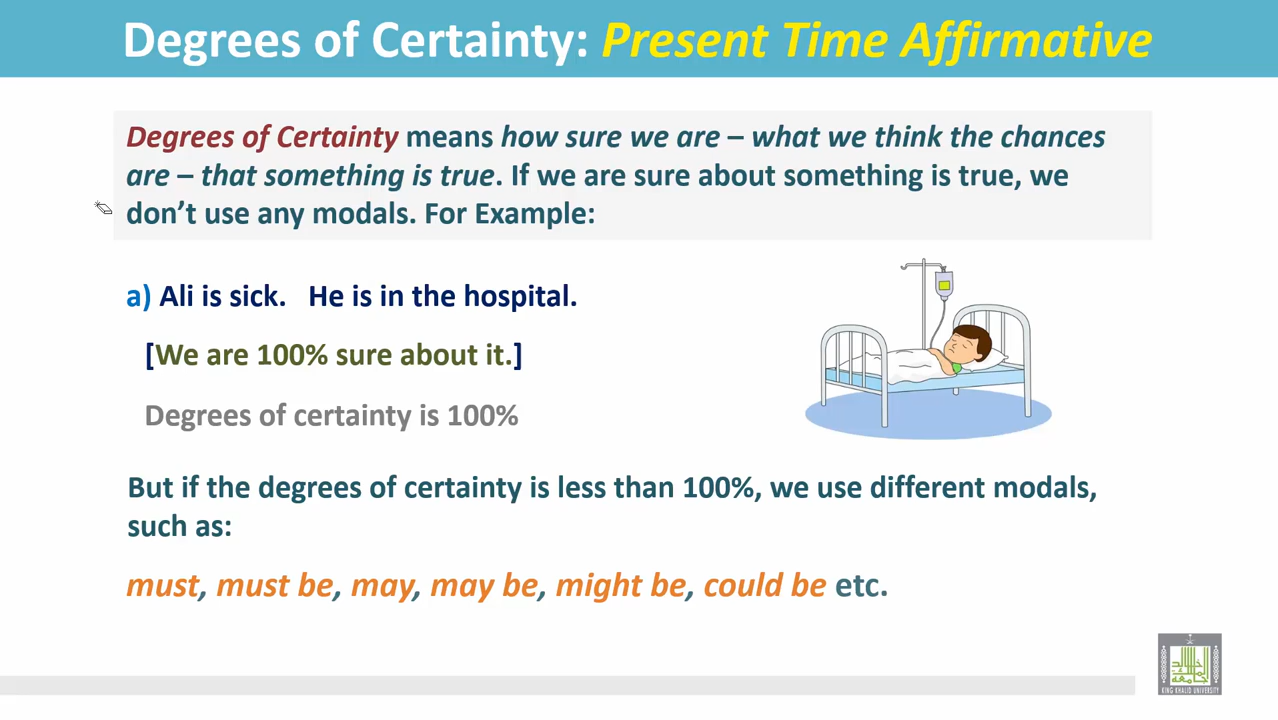 Degrees of Certainty: Present Time Affirmative
Degrees of Certainty means how sure we are – what we think the chances
are – that something is true. If we are sure about something is true, we
don’t use any modals. For Example:
a) Ali is sick. He is in the hospital.
[We are 100% sure about it.]
Degrees of certainty is 100%
But if the degrees of certainty is less than 100%, we use different modals,
such as:
must, must be, may, may be, might be, could be etc.
KING KHALID UNIVERSITY